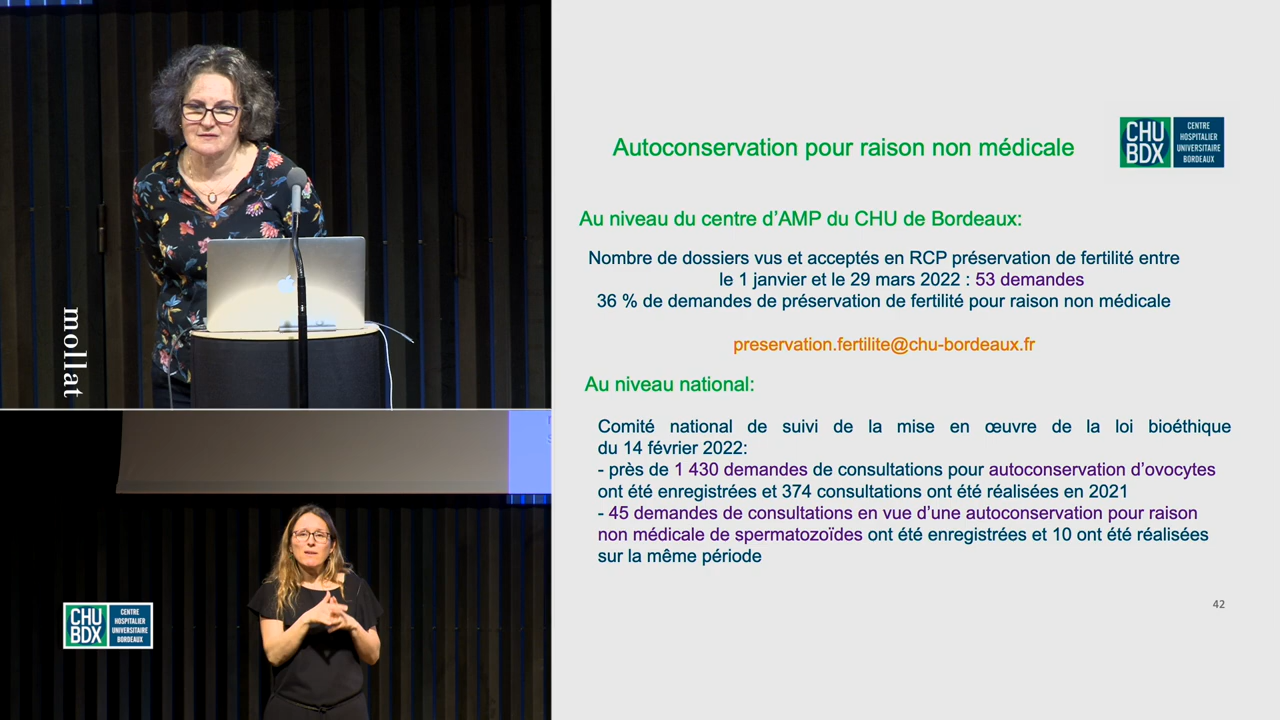 mollat
CHU
BDX
CENTRE
HOSPITALIER
UNIVERSITAIRE
BORDEAUX
Autoconservation pour raison non médicale
CHU
BDX
CENTRE
HOSPITALIER
UNIVERSITAIRE
BORDEAUX
Au niveau du centre d’AMP du CHU de Bordeaux:
Nombre de dossiers vus et acceptés en RCP préservation de fertilité entre
le 1 janvier et le 29 mars 2022 : 53 demandes
36 % de demandes de préservation de fertilité pour raison non médicale
preservation.fertilite@chu-bordeaux.fr
Au niveau national:
Comité national de suivi de la mise en œuvre de la loi bioéthique
du 14 février 2022:
- près de 1 430 demandes de consultations pour autoconservation d’ovocytes
ont été enregistrées et 374 consultations ont été réalisées en 2021
- 45 demandes de consultations en vue d’une autoconservation pour raison
non médicale de spermatozoïdes ont été enregistrées et 10 ont été réalisées
sur la même période
42